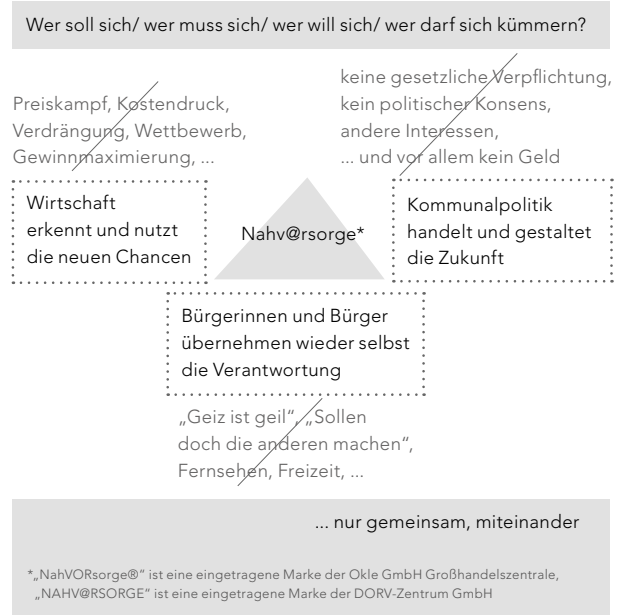 Wer soll sich/ wer muss sich/ wer will sich/ wer darf sich kümmern?
Preiskampf, Kostendruck,
Verdrängung, Wettbewerb,
Gewinnmaximierung, ...
keine gesetzliche Verpflichtung,
kein politischer Konsens,
andere Interessen,
... und vor allem kein Geld
Wirtschaft
erkennt und nutzt
die neuen Chancen
Nahv@rsorge*
Kommunalpolitik
handelt und gestaltet
die Zukunft
Bürgerinnen und Bürger
übernehmen wieder selbst
die Verantwortung
„Geiz ist geil“, „Sollen
doch die anderen machen“,
Fernsehen, Freizeit, ...
... nur gemeinsam, miteinander
*„NahVORsorge®“ ist eine eingetragene Marke der Okle GmbH Großhandelszentrale,
„NAHV@RSORGE“ ist eine eingetragene Marke der DORV-Zentrum GmbH